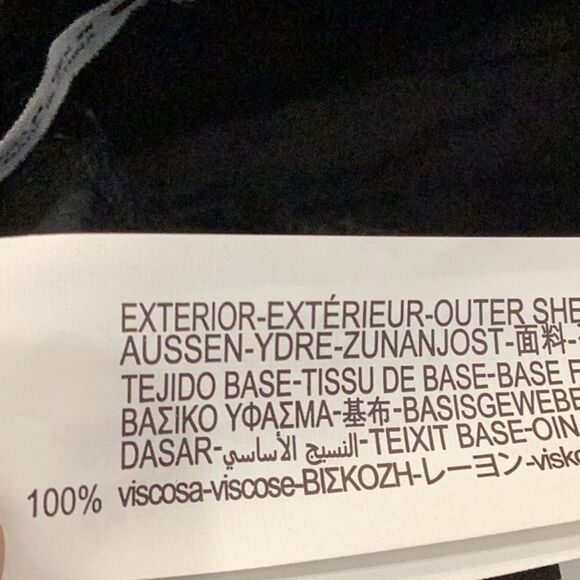 EXTERIOR-EXTÉRIEUR-OUTER SHE
AUSSEN-YDRE-ZUNANJOST-面料-
TEJIDO BASE-TISSU DE BASE-BASE F
ΒΑΣΙΚΟ ΥΦΑΣΜΑ-基布-BASISGEWEBE
DASAR-النسيج الأساسي-TEIXIT BASE-OIN
100% viscosa-viscose-ΒΙΣΚΟΖΗ-レーヨン-visko